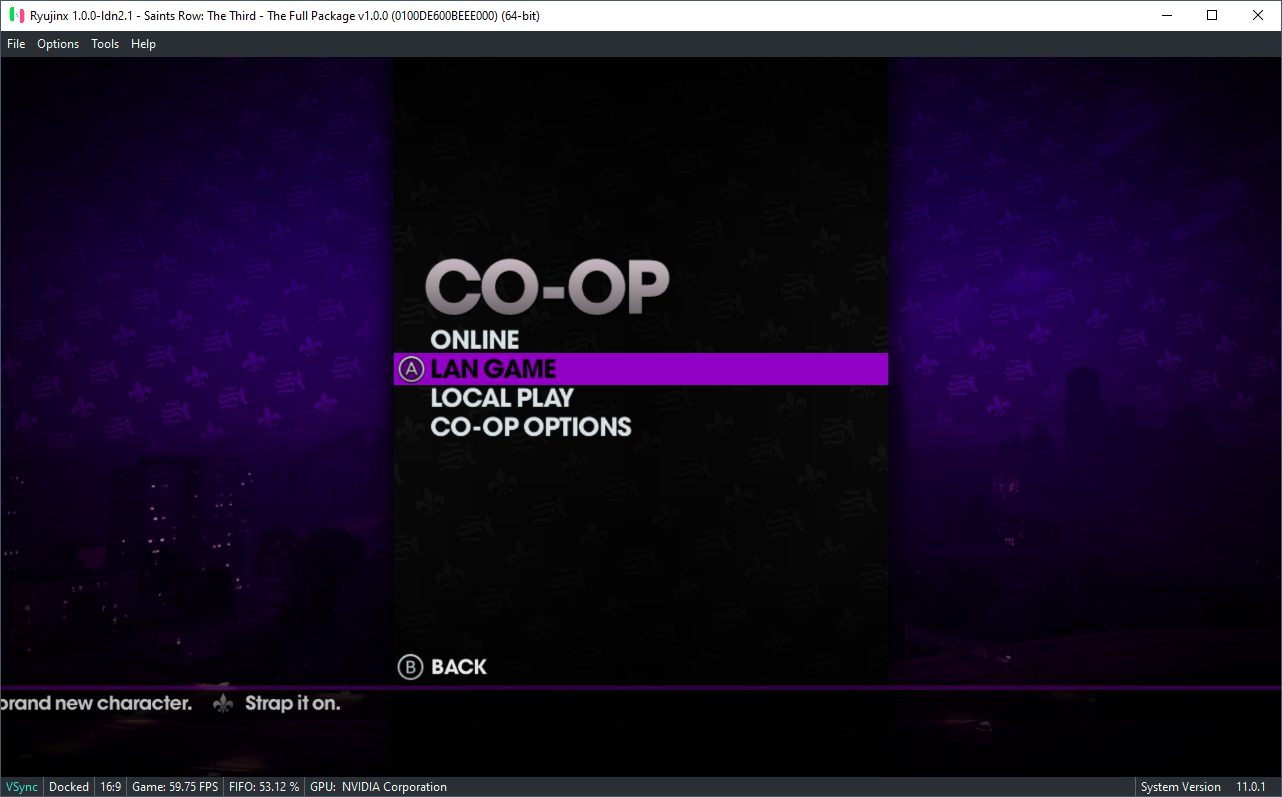 Ryujinx 1.0.0-ldn2.1 - Saints Row: The Third - The Full Package v1.0.0 (0100DE600BEEE000) (64-bit)
File Options Tools Help
CO-OP
ONLINE
A LAN GAME
LOCAL PLAY
CO-OP OPTIONS
B BACK
brand new character. Strap it on.
VSync Docked 16:9 Game: 59.75 FPS FIFO: 53.12 % GPU: NVIDIA Corporation System Version 11.0.1